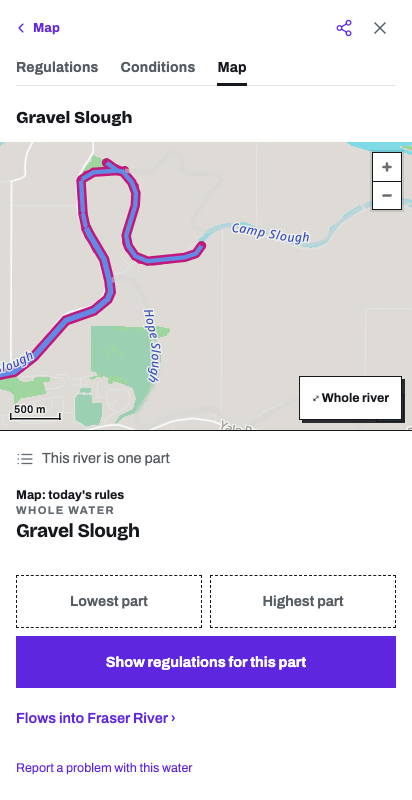 Map
Regulations
Conditions
Map
Gravel Slough
+
Camp Slough
−
Hope Slough
Slough
500 m
Whole river
This river is one part
Map: today's rules
WHOLE WATER
Gravel Slough
Lowest part
Highest part
Show regulations for this part
Flows into Fraser River ›
Report a problem with this water